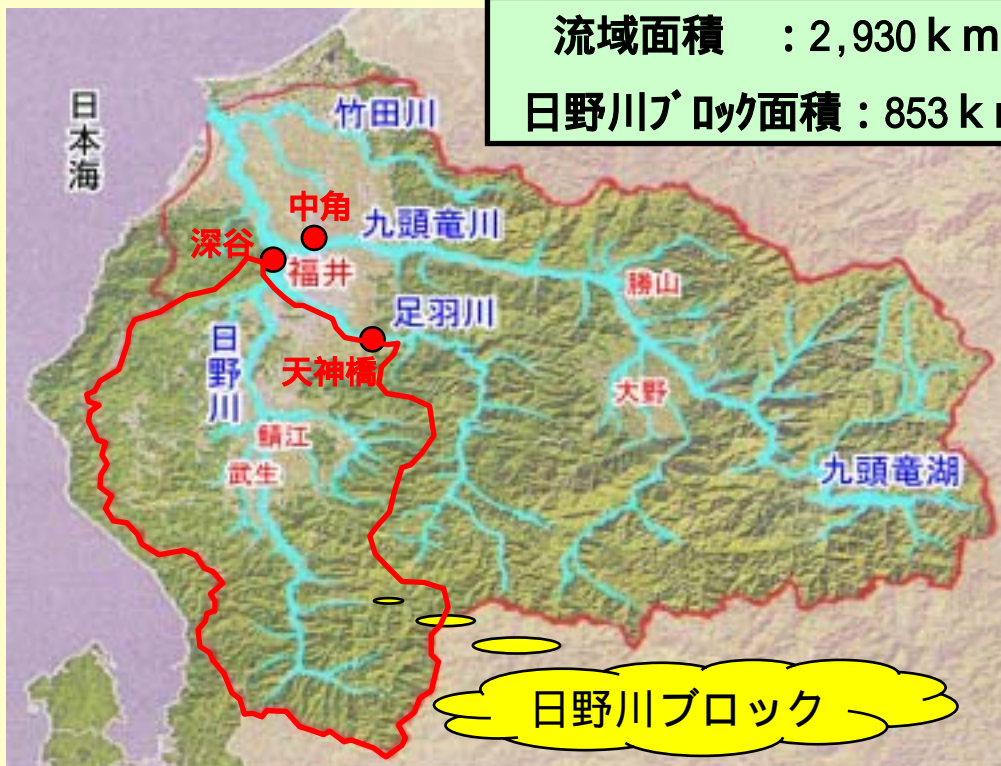 流域面積 ：2,930ｋｍ
日野川ブロック面積：853ｋｍ
日本海
竹田川
中角
九頭竜川
深谷
福井
勝山
足羽川
日野川
天神橋
大野
鯖江
武生
九頭竜湖
日野川ブロック